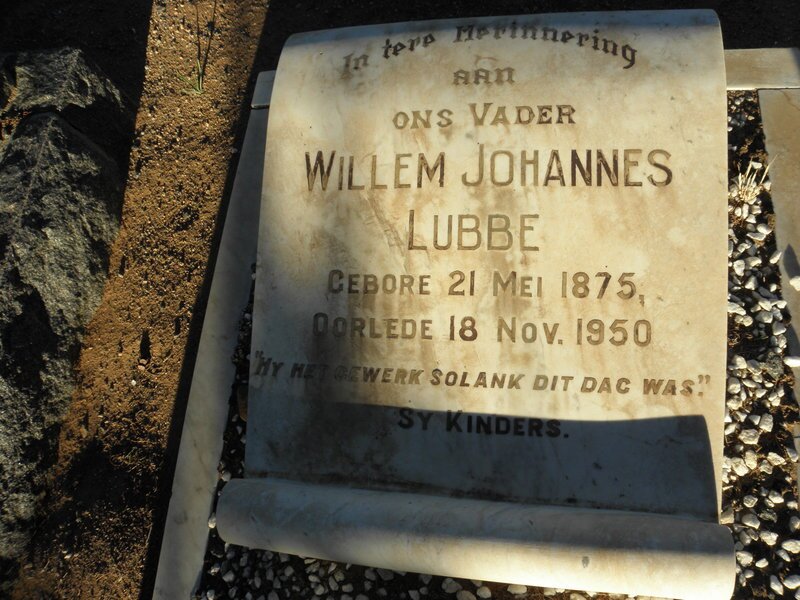 In tere Herinnering
aan
ONS VADER
WILLEM JOHANNES
LUBBE
GEBORE 21 MEI 1875,
OORLEDE 18 NOV. 1950
"HY HET GEWERK SOLANK DIT DAG WAS."
SY KINDERS.